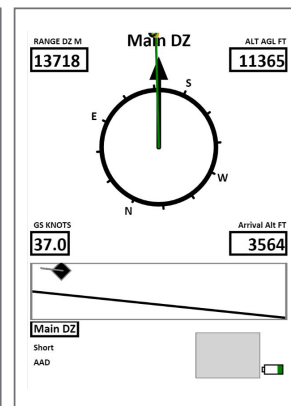 Main DZ
RANGE DZ M
ALT AGL FT
13718
11365
S
E
W
N
GS KNOTS
Arrival Alt FT
37.0
3564
Main DZ
Short
AAD